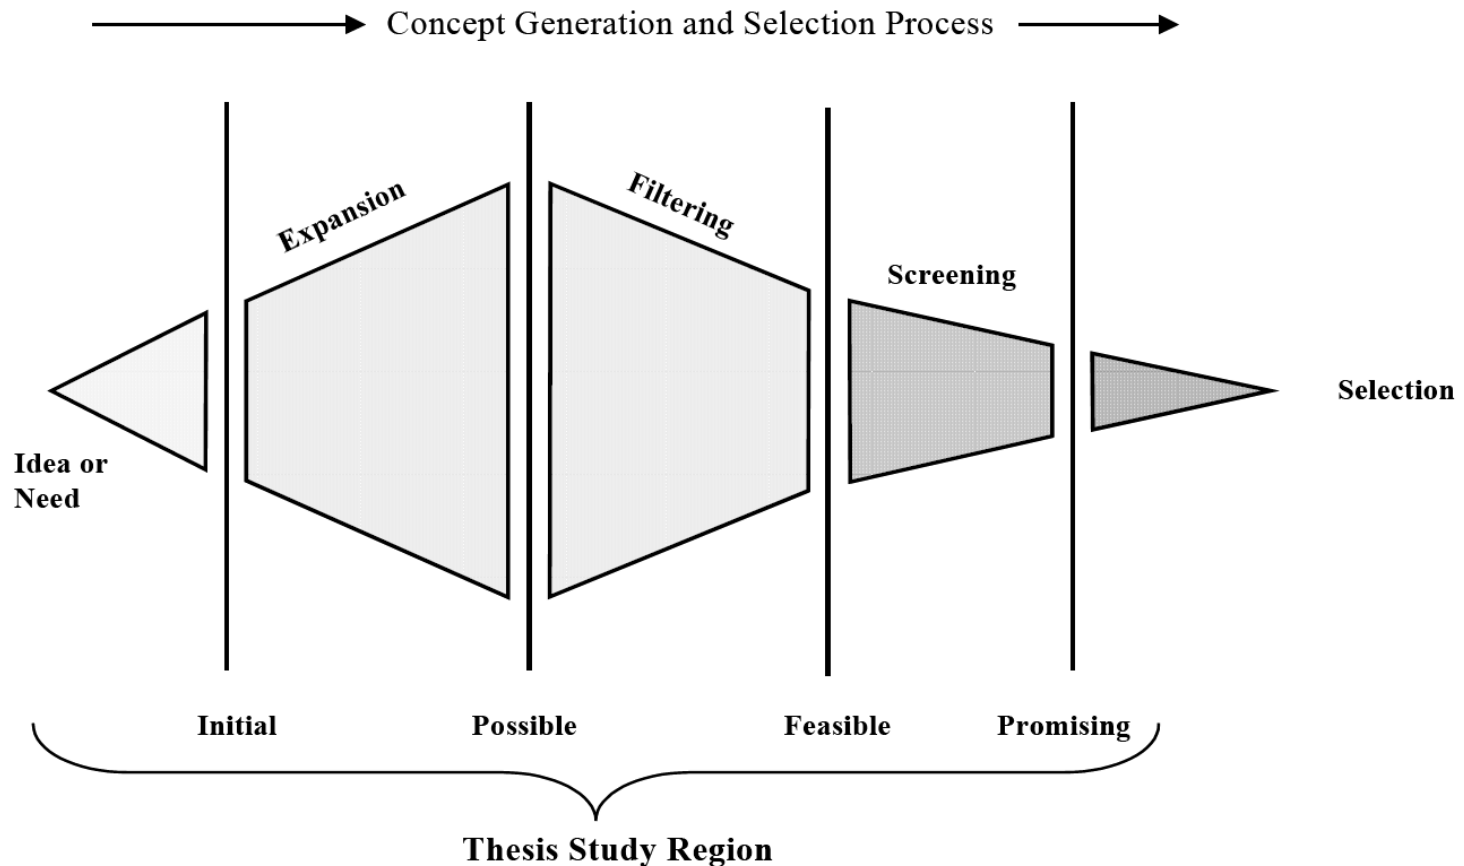 Concept Generation and Selection Process
Expansion
Filtering
Screening
Selection
Idea or
Need
Initial
Possible
Feasible
Promising
Thesis Study Region